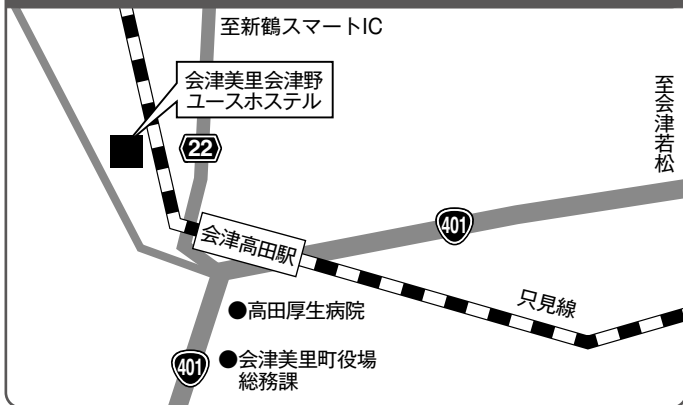 至新鶴スマートIC
会津美里会津野
ユースホステル
至会津若松
22
401
会津高田駅
只見線
●高田厚生病院
401
●会津美里町役場
総務課